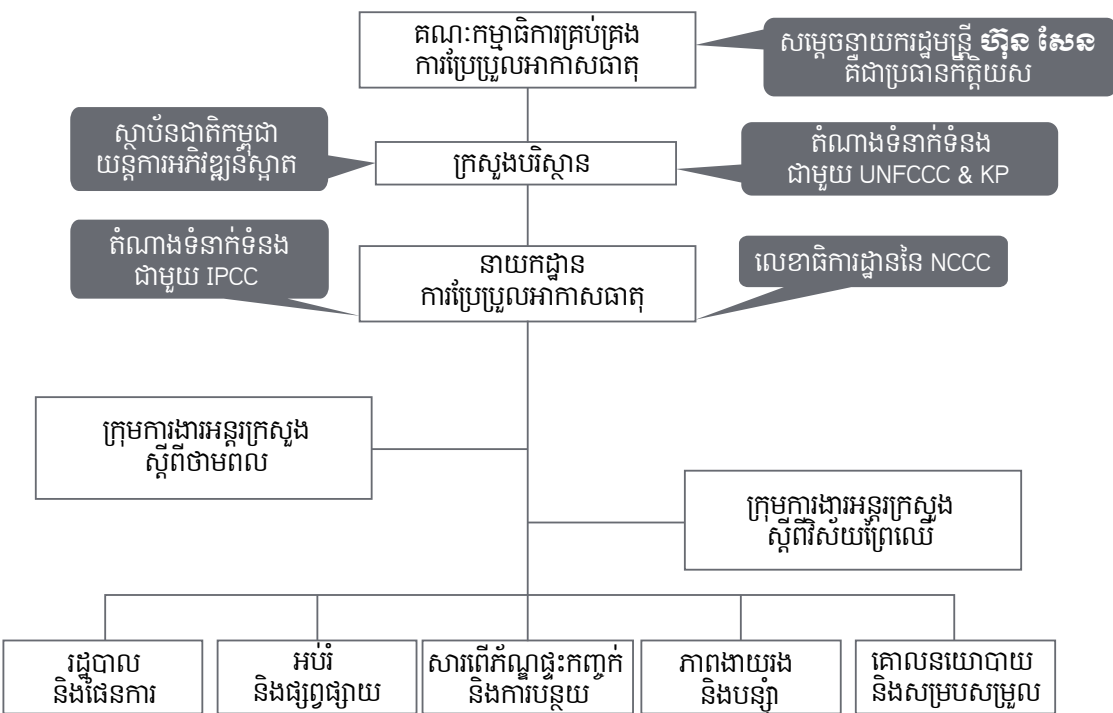 គណៈកម្មាធិការគ្រប់គ្រង
ការប្រែប្រួលអាកាសធាតុ
សម្តេចនាយករដ្ឋមន្ត្រី ហ៊ុន សែន
គឺជាប្រធានកិត្តិយស
ស្ថាប័នជាតិកម្ពុជា
យន្តការអភិវឌ្ឍន៍ស្អាត
ក្រសួងបរិស្ថាន
តំណាងទំនាក់ទំនង
ជាមួយ UNFCCC & KP
តំណាងទំនាក់ទំនង
ជាមួយ IPCC
នាយកដ្ឋាន
ការប្រែប្រួលអាកាសធាតុ
លេខាធិការដ្ឋាននៃ NCCC
ក្រុមការងារអន្តរក្រសួង
ស្តីពីថាមពល
ក្រុមការងារអន្តរក្រសួង
ស្តីពីវិស័យព្រៃឈើ
រដ្ឋបាល
និងផែនការ
អប់រំ
និងផ្សព្វផ្សាយ
សារពើភ័ណ្ឌផ្ទះកញ្ចក់
និងការបន្ថយ
ភាពងាយរង
និងបន្សុំា
គោលនយោបាយ
និងសម្របសម្រួល